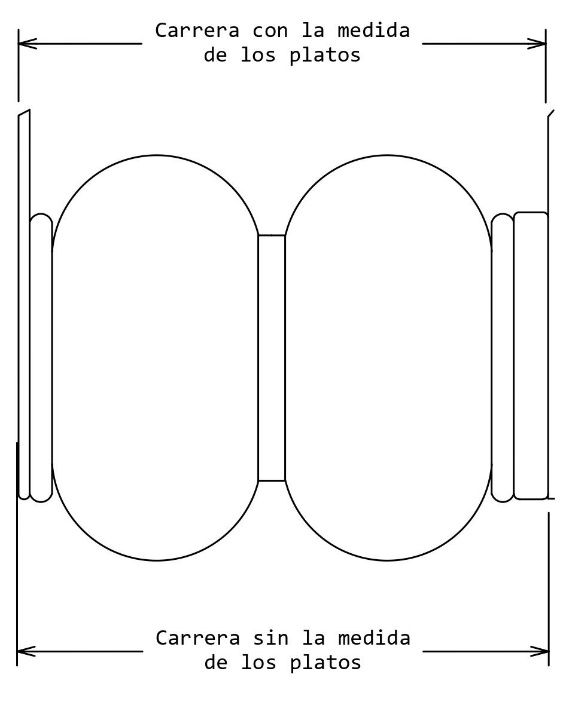 Carrera con la medida
de los platos
Carrera sin la medida
de los platos